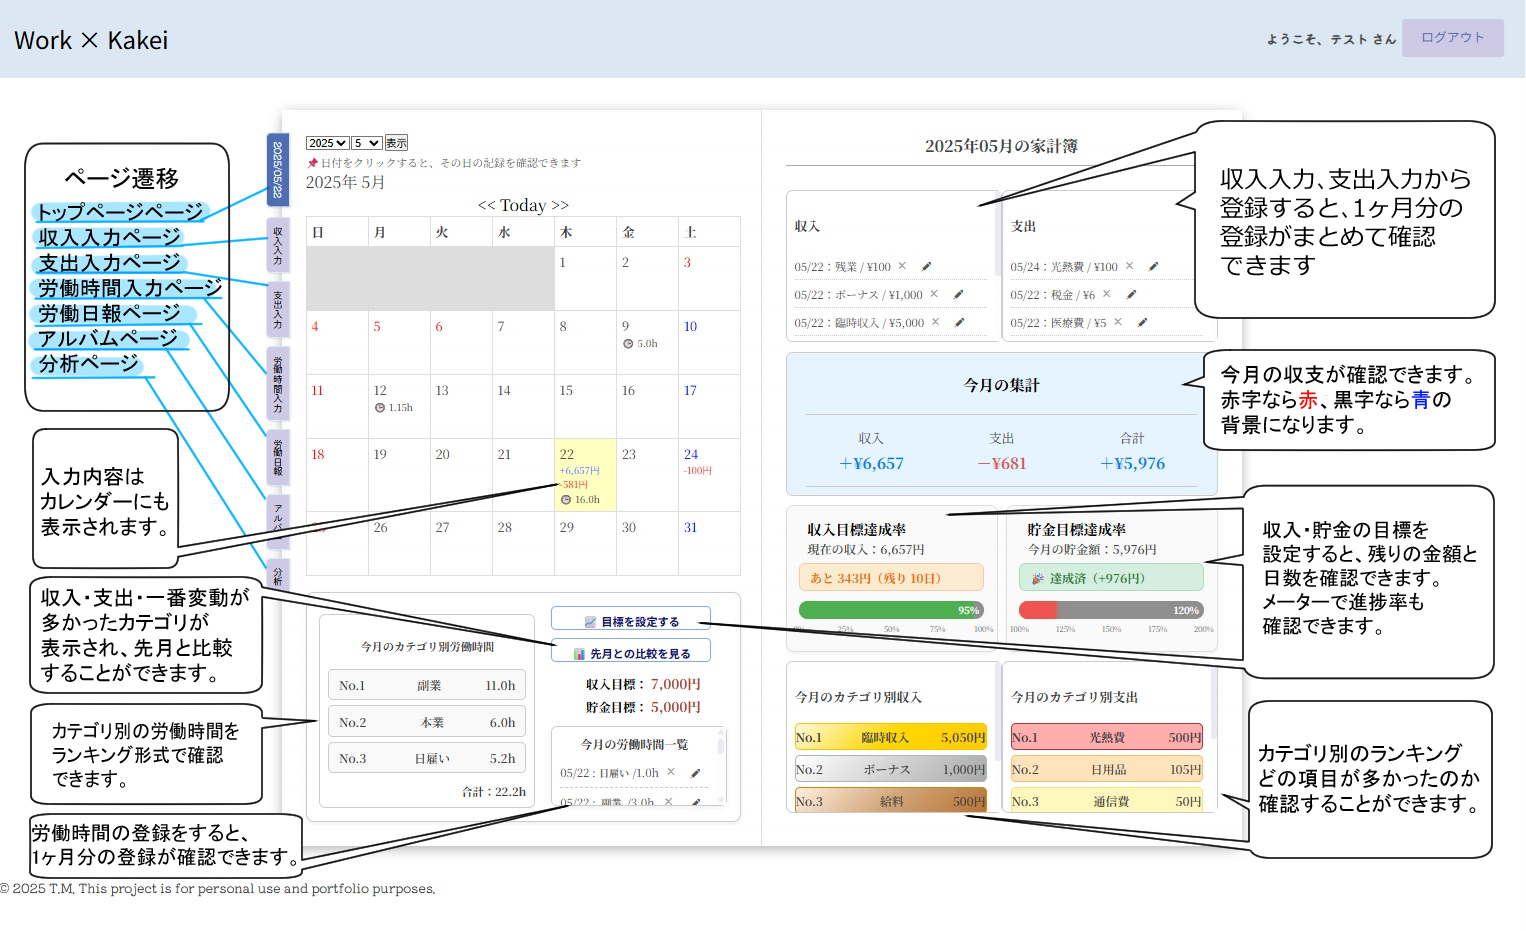 Work × Kakei
ようこそ、テスト さん
ログアウト
ページ遷移
トップページページ
収入入力ページ
支出入力ページ
労働時間入力ページ
労働日報ページ
アルバムページ
分析ページ
入力内容は
カレンダーにも
表示されます。
収入・支出・一番変動が
多かったカテゴリが
表示され、先月と比較
することができます。
カテゴリ別の労働時間を
ランキング形式で確認
できます。
労働時間の登録をすると、
1ヶ月分の登録が確認できます。
2025/05/22
収入入力
支出入力
労働時間入力
労働日報
アルバ
分析
2025 5 表示
📌日付をクリックすると、その日の記録を確認できます
2025年 5月
<< Today >>
日 月 火 水 木 金 土
1 2 3
4 5 6 7 8 9 10
5.0h
11 12 13 14 15 16 17
1.15h
18 19 20 21 22 23 24
+6,657円 -100円
-581円
16.0h
26 27 28 29 30 31
今月のカテゴリ別労働時間
No.1 副業 11.0h
No.2 本業 6.0h
No.3 日雇い 5.2h
合計：22.2h
📈 目標を設定する
📊 先月との比較を見る
収入目標： 7,000円
貯金目標： 5,000円
今月の労働時間一覧
05/22：日雇い /1.0h ×
05/22： 副業 /3.0h ×
2025年05月の家計簿
収入
05/22：残業 / ¥100 ×
05/22：ボーナス / ¥1,000 ×
05/22：臨時収入 / ¥5,000 ×
支出
05/24：光熱費 / ¥100 ×
05/22：税金 / ¥6 ×
05/22：医療費 / ¥5 ×
今月の集計
収入 支出 合計
＋¥6,657 －¥681 ＋¥5,976
収入目標達成率
現在の収入：6,657円
あと 343円（残り 10日）
95%
0% 25% 50% 75% 100%
貯金目標達成率
今月の貯金額：5,976円
🎉 達成済（+976円）
120%
100% 125% 150% 175% 200%
今月のカテゴリ別収入
No.1 臨時収入 5,050円
No.2 ボーナス 1,000円
No.3 給料 500円
今月のカテゴリ別支出
No.1 光熱費 500円
No.2 日用品 105円
No.3 通信費 50円
収入入力、支出入力から
登録すると、1ヶ月分の
登録がまとめて確認
できます
今月の収支が確認できます。
赤字なら赤、黒字なら青の
背景になります。
収入・貯金の目標を
設定すると、残りの金額と
日数を確認できます。
メーターで進捗率も
確認できます。
カテゴリ別のランキング
どの項目が多かったのか
確認することができます。
© 2025 T.M. This project is for personal use and portfolio purposes.